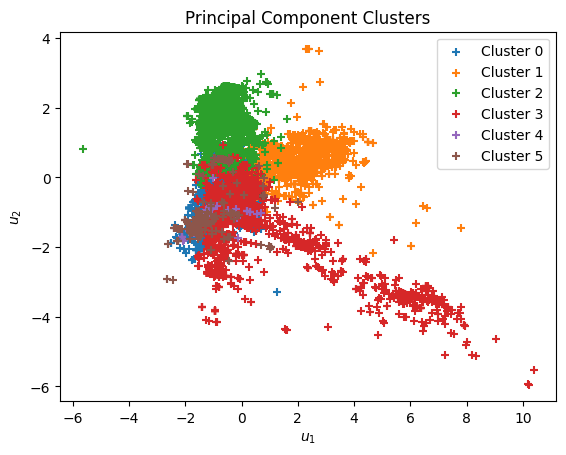 Principal Component Clusters
4
2
0
−2
−4
−6
u2
Cluster 0
Cluster 1
Cluster 2
Cluster 3
Cluster 4
Cluster 5
−6 −4 −2 0 2 4 6 8 10
u1